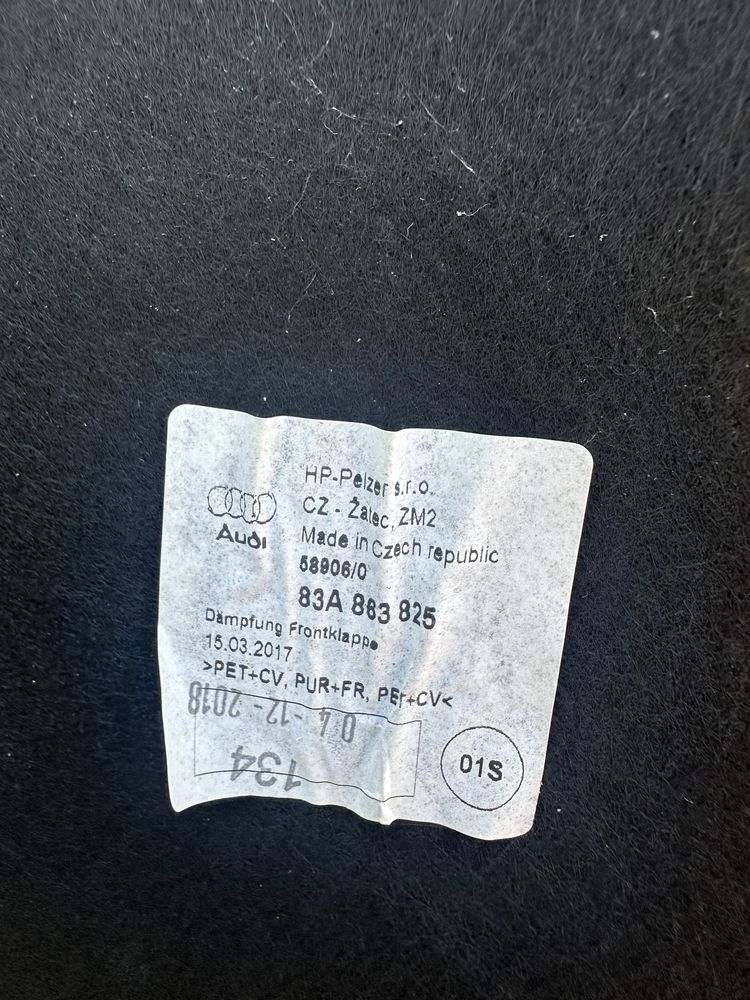 Audi
HP-Pelzer s.r.o.
CZ - Žatec, ZM2
Made in Czech republic
58906/0
83A 863 825
Dämpfung Frontklappe
15.03.2017
>PET+CV, PUR+FR, PET+CV<
04-12-2018
134
01S